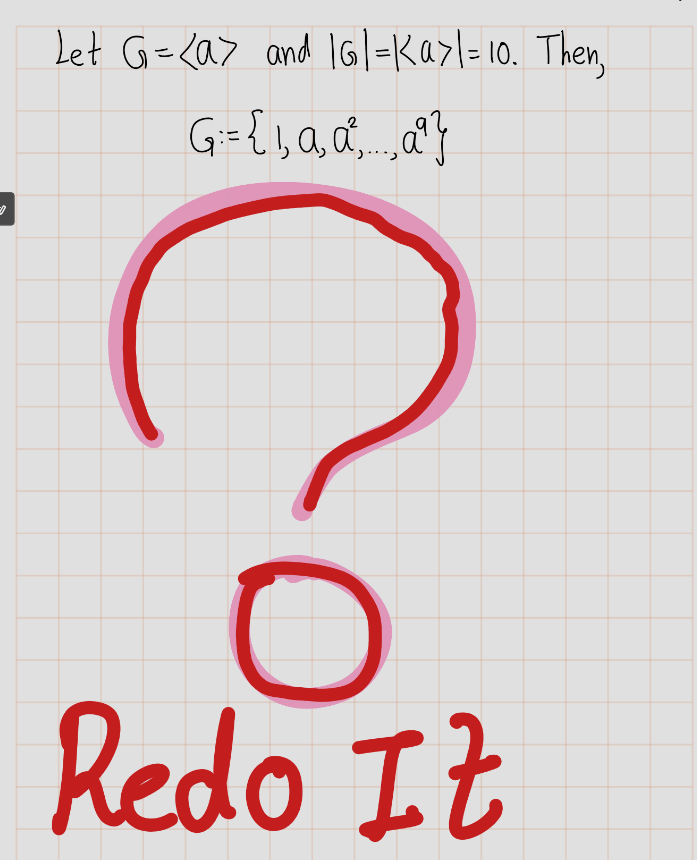 Let G=<a> and |G|=|<a>|=10. Then,
G:={1, a, a²,..., a⁹}
?
Redo It